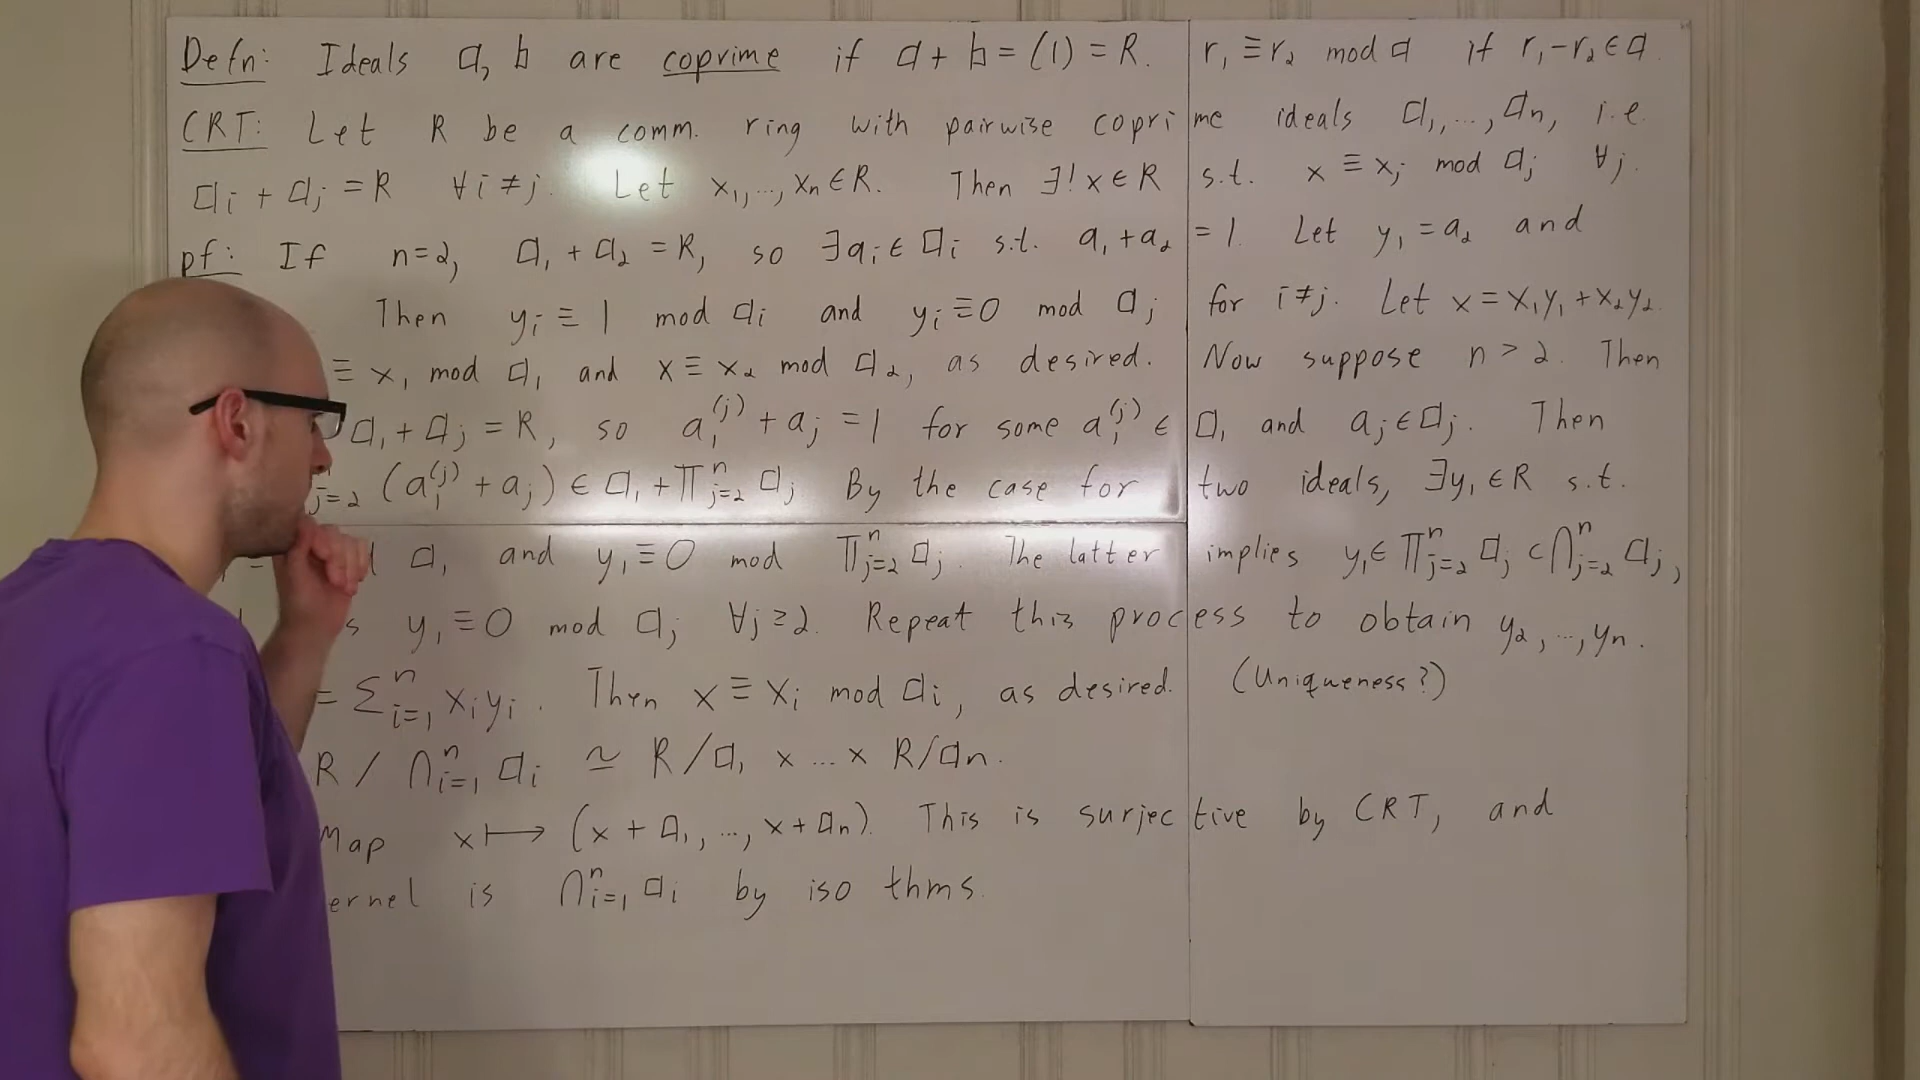 Defn: Ideals 𝔞, 𝔟 are coprime if 𝔞 + 𝔟 = (1) = R. r₁ ≡ r₂ mod 𝔞 if r₁ - r₂ ∈ 𝔞.
CRT: Let R be a comm. ring with pairwise coprime ideals 𝔞₁, ..., 𝔞ₙ, i.e.
𝔞ᵢ + 𝔞ⱼ = R ∀ i ≠ j. Let x₁, ..., xₙ ∈ R. Then ∃! x ∈ R s.t. x ≡ xⱼ mod 𝔞ⱼ ∀ j.
pf: If n=2, 𝔞₁ + 𝔞₂ = R, so ∃ aᵢ ∈ 𝔞ᵢ s.t. a₁ + a₂ = 1. Let y₁ = a₂ and
Then yᵢ ≡ 1 mod 𝔞ᵢ and yᵢ ≡ 0 mod 𝔞ⱼ for i ≠ j. Let x = x₁y₁ + x₂y₂.
≡ x₁ mod 𝔞₁ and x ≡ x₂ mod 𝔞₂, as desired. Now suppose n > 2. Then
𝔞₁ + 𝔞ⱼ = R, so a₁⁽ʲ⁾ + aⱼ = 1 for some a₁⁽ʲ⁾ ∈ 𝔞₁ and aⱼ ∈ 𝔞ⱼ. Then
j=2 (a₁⁽ʲ⁾ + aⱼ) ∈ 𝔞₁ + ∏ⁿⱼ₌₂ 𝔞ⱼ. By the case for two ideals, ∃ y₁ ∈ R s.t.
𝔞₁ and y₁ ≡ 0 mod ∏ⁿⱼ₌₂ 𝔞ⱼ. The latter implies y₁ ∈ ∏ⁿⱼ₌₂ 𝔞ⱼ ⊂ ⋂ⁿⱼ₌₂ 𝔞ⱼ,
s y₁ ≡ 0 mod 𝔞ⱼ ∀ j ≥ 2. Repeat this process to obtain y₂, ..., yₙ.
= Σⁿᵢ₌₁ xᵢyᵢ. Then x ≡ xᵢ mod 𝔞ᵢ, as desired. (Uniqueness?)
R / ⋂ⁿᵢ₌₁ 𝔞ᵢ ≃ R/𝔞₁ × ... × R/𝔞ₙ.
Map x ⟼ (x + 𝔞₁, ..., x + 𝔞ₙ). This is surjective by CRT, and
ernel is ⋂ⁿᵢ₌₁ 𝔞ᵢ by iso thms.